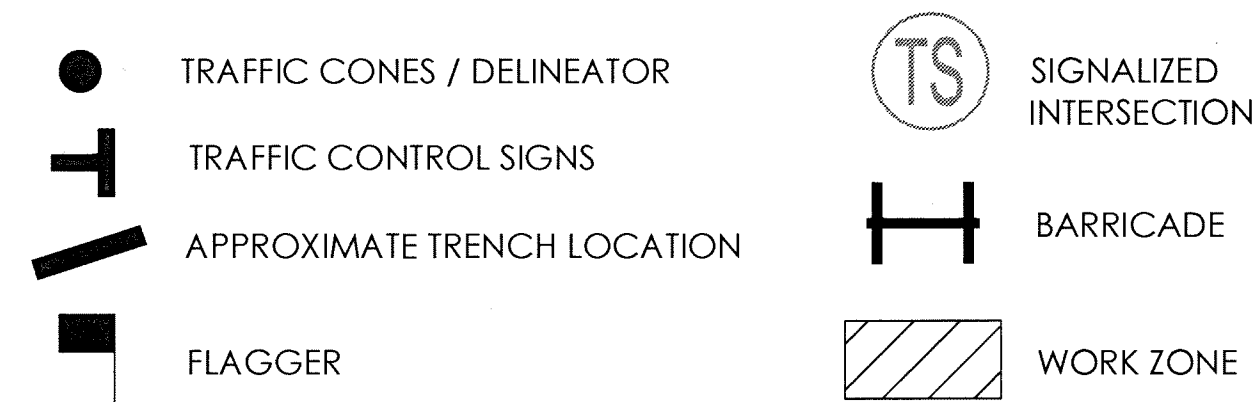 TRAFFIC CONES / DELINEATOR
TRAFFIC CONTROL SIGNS
APPROXIMATE TRENCH LOCATION
FLAGGER
TS
SIGNALIZED
INTERSECTION
BARRICADE
WORK ZONE